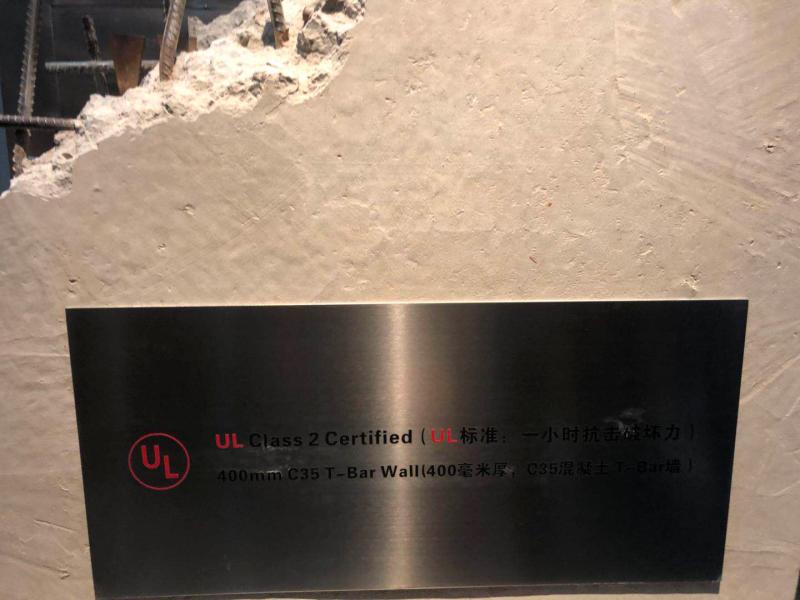 UL
UL Class 2 Certified（UL标准：一小时抗击破坏力）
400mm C35 T-Bar Wall(400毫米厚，C35混凝土 T-Bar墙）